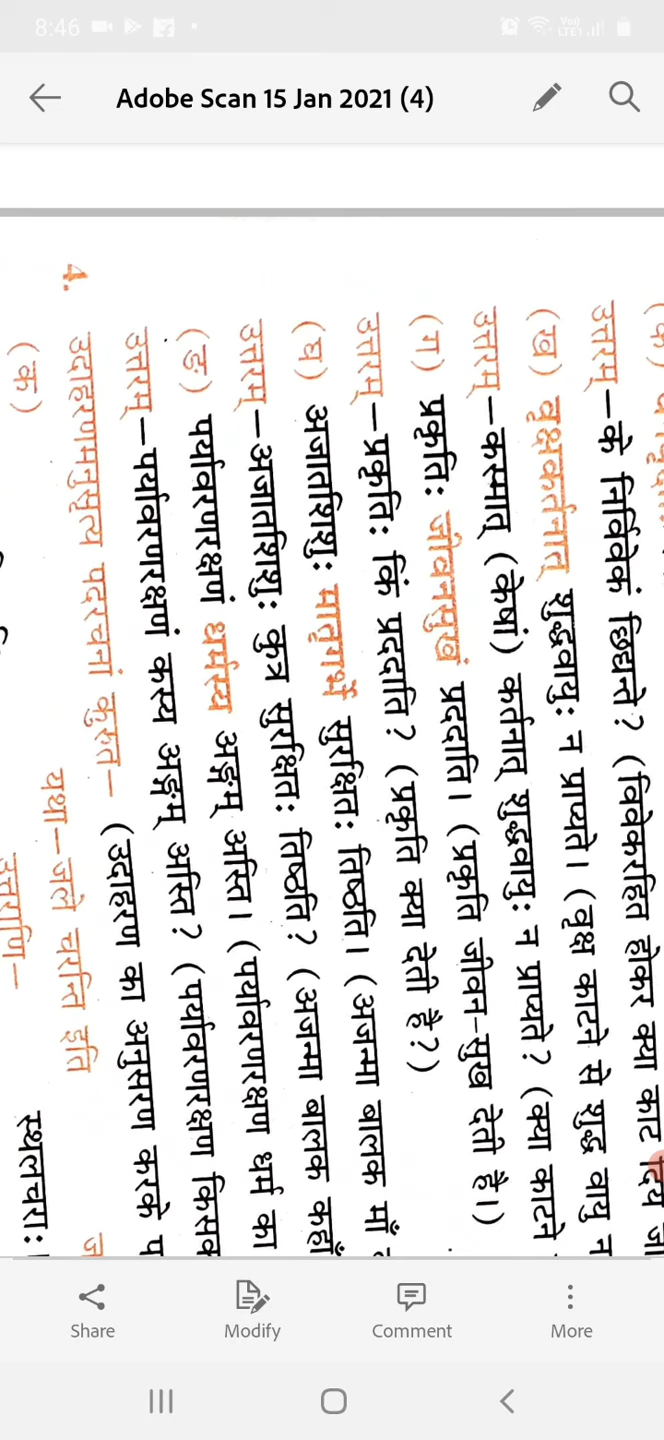 8:46
Adobe Scan 15 Jan 2021 (4)
उत्तरम्—के निर्विवेकं छिद्यन्ते? (विवेकरहित होकर क्या काट
(ख) वृक्षकर्तनात् शुद्धवायुः न प्राप्यते। (वृक्ष काटने से शुद्ध वायु न
उत्तरम्—कस्मात् (केषां) कर्तनात् शुद्धवायुः न प्राप्यते? (क्या काटने
(ग) प्रकृतिः जीवनसुखं प्रददाति। (प्रकृति जीवन-सुख देती है।)
उत्तरम्—प्रकृतिः किं प्रददाति? (प्रकृति क्या देती है?)
(घ) अजातशिशुः मातृगर्भे सुरक्षितः तिष्ठति। (अजन्मा बालक माँ
उत्तरम्—अजातशिशुः कुत्र सुरक्षितः तिष्ठति? (अजन्मा बालक कहाँ
(ङ) पर्यावरणरक्षणं धर्मस्य अङ्गम् अस्ति। (पर्यावरणरक्षण धर्म का
उत्तरम्—पर्यावरणरक्षणं कस्य अङ्गम् अस्ति? (पर्यावरणरक्षण
4. उदाहरणमनुसृत्य पदरचनां कुरुत— (उदाहरण का अनुसरण करके
यथा—जले चरन्ति इति
(क) उत्तराणि— स्थलचराः।
Share
Modify
Comment
More